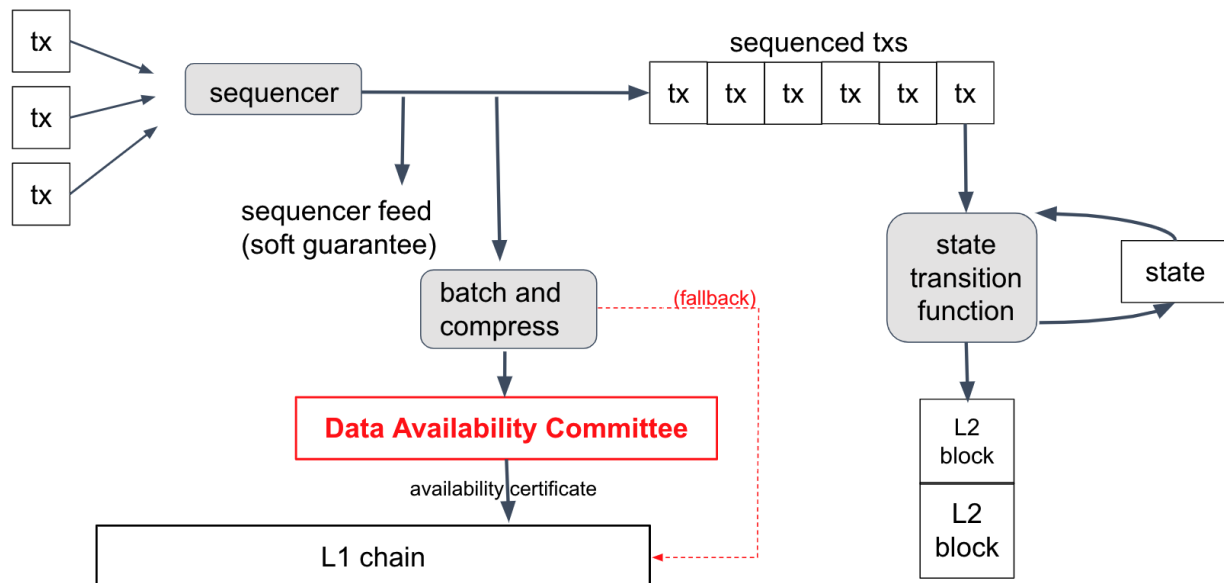 tx
tx
tx
sequencer
sequenced txs
tx tx tx tx tx tx
sequencer feed
(soft guarantee)
batch and
compress
(fallback)
Data Availability Committee
availability certificate
L1 chain
state
transition
function
state
L2
block
L2
block